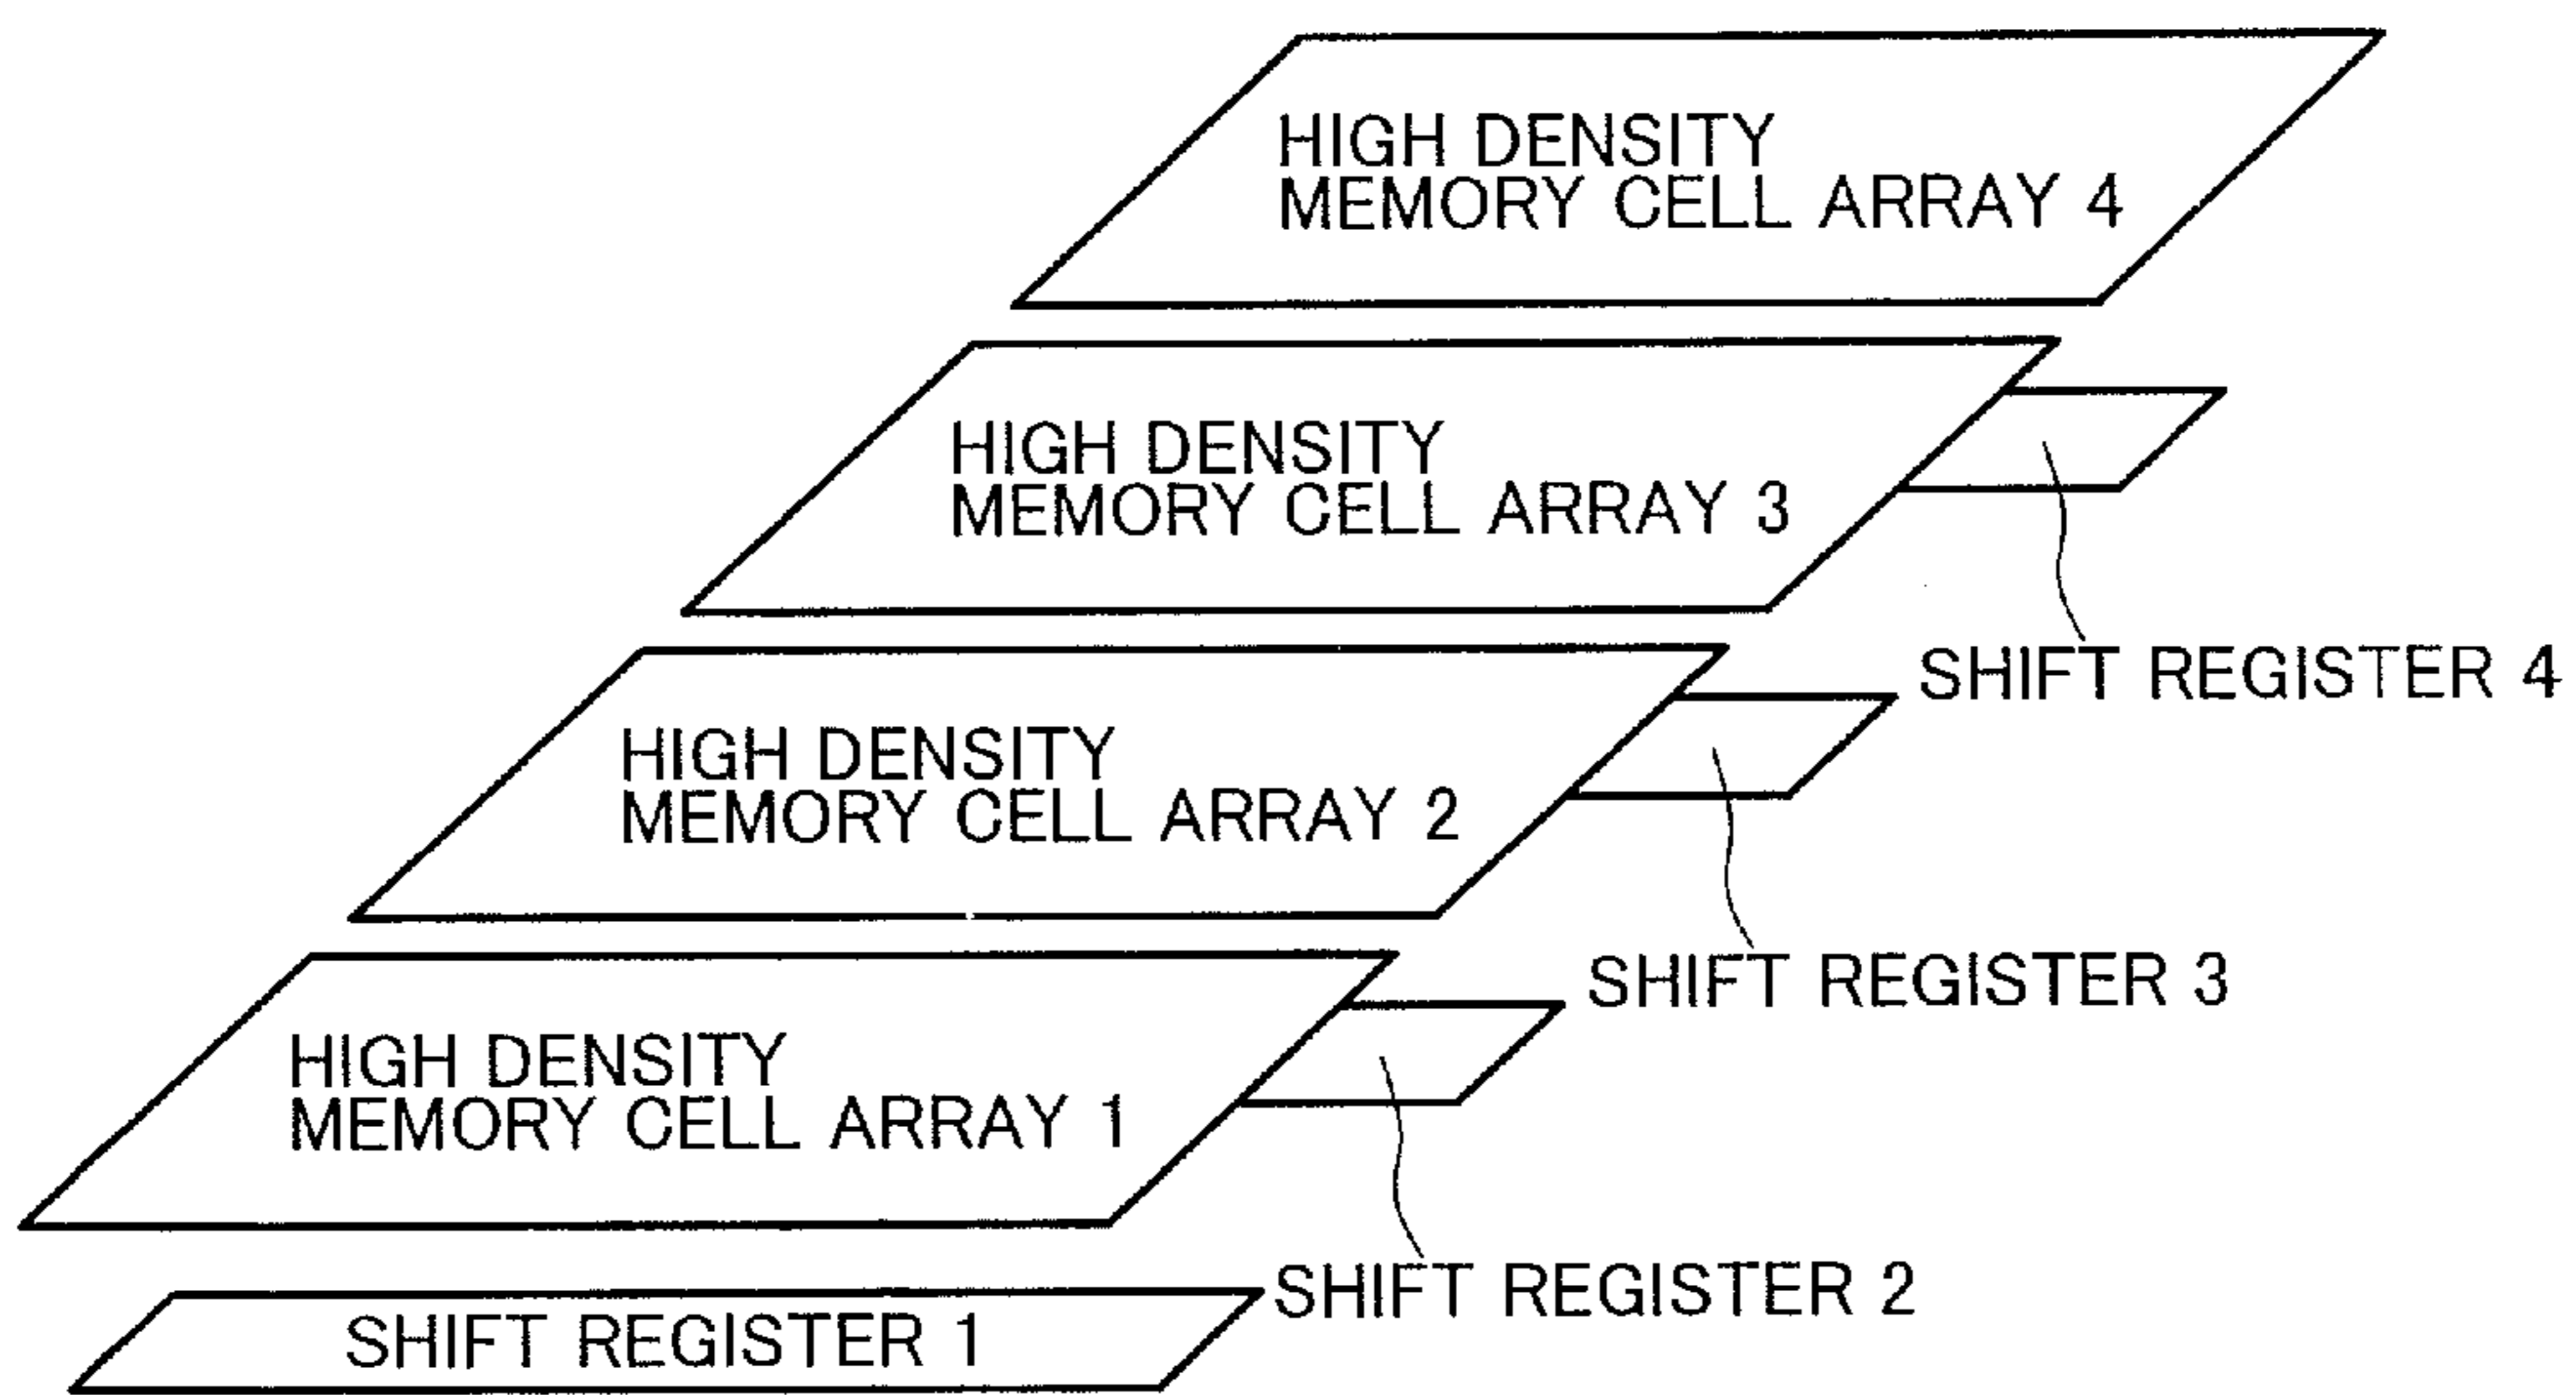 HIGH DENSITY
MEMORY CELL ARRAY 4
HIGH DENSITY
MEMORY CELL ARRAY 3
SHIFT REGISTER 4
HIGH DENSITY
MEMORY CELL ARRAY 2
SHIFT REGISTER 3
HIGH DENSITY
MEMORY CELL ARRAY 1
SHIFT REGISTER 2
SHIFT REGISTER 1